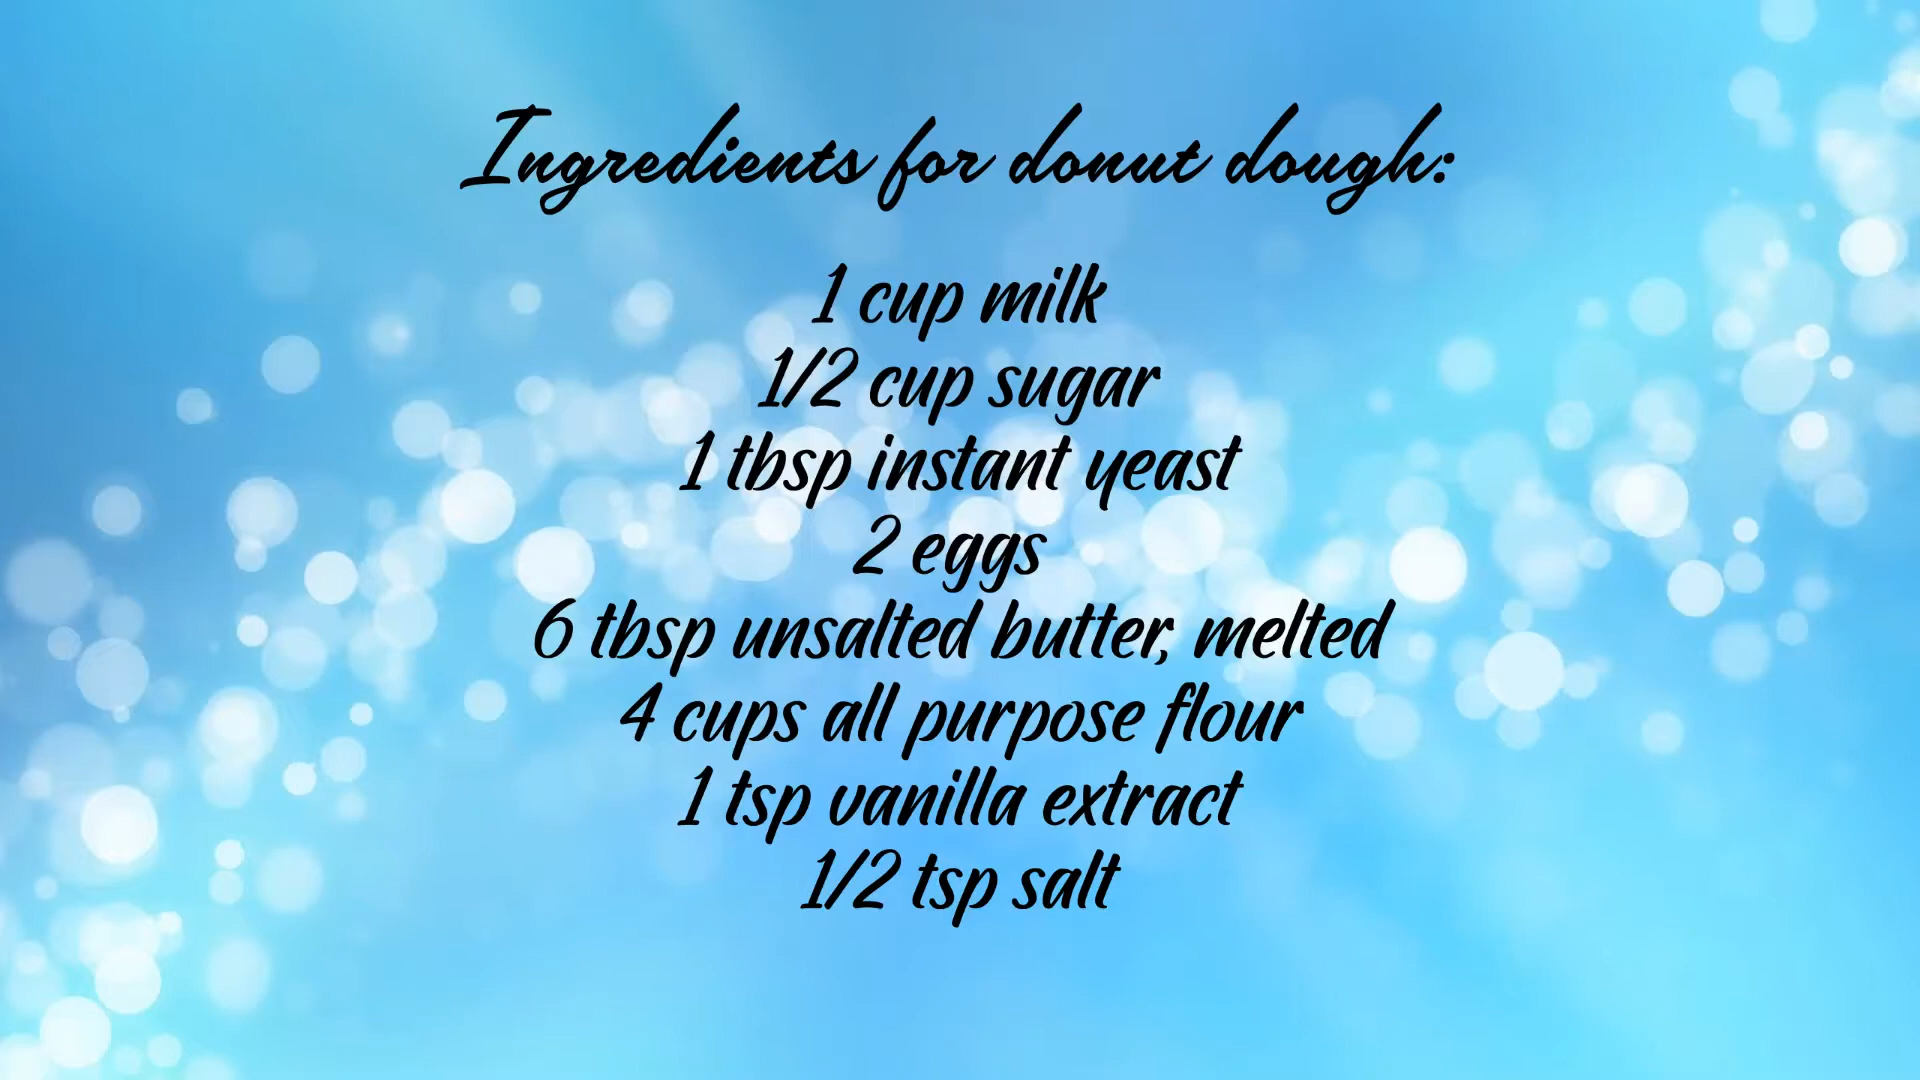 Ingredients for donut dough:
1 cup milk
1/2 cup sugar
1 tbsp instant yeast
2 eggs
6 tbsp unsalted butter, melted
4 cups all purpose flour
1 tsp vanilla extract
1/2 tsp salt